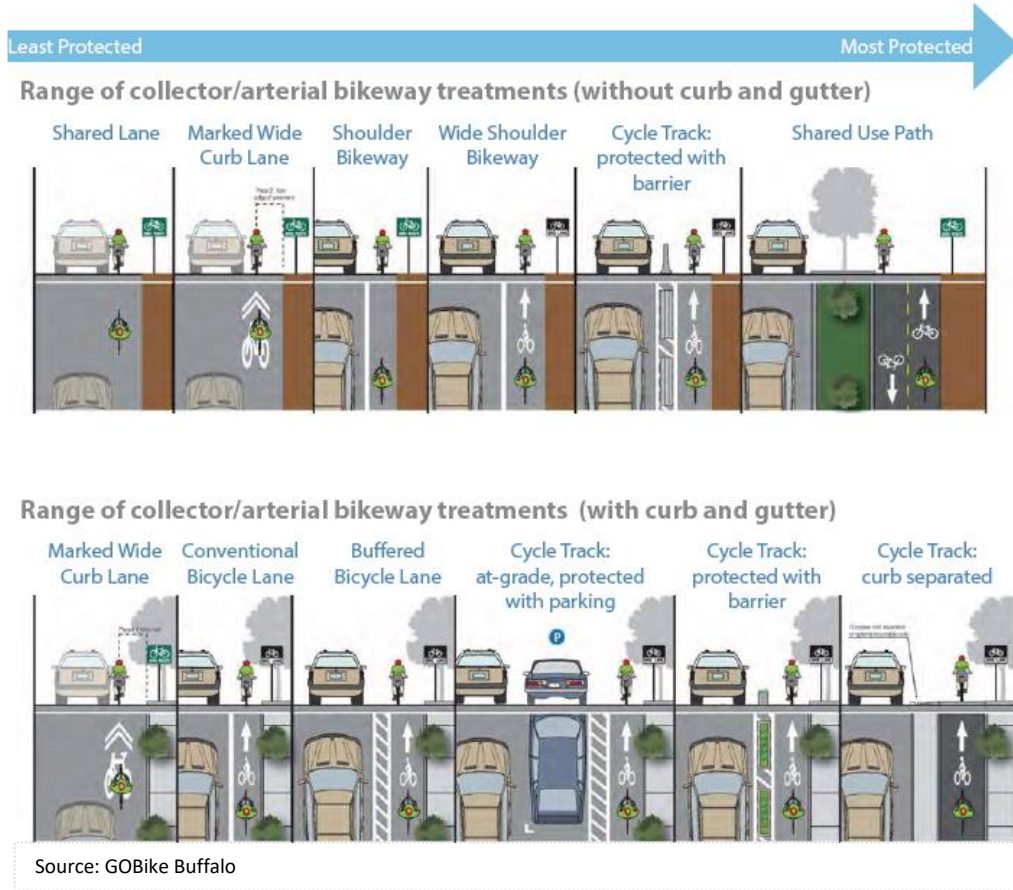 Least Protected
Most Protected
Range of collector/arterial bikeway treatments (without curb and gutter)
Shared Lane
Marked Wide
Curb Lane
Shoulder
Bikeway
Wide Shoulder
Bikeway
Cycle Track:
protected with
barrier
Shared Use Path
Range of collector/arterial bikeway treatments (with curb and gutter)
Marked Wide
Curb Lane
Conventional
Bicycle Lane
Buffered
Bicycle Lane
Cycle Track:
at-grade, protected
with parking
Cycle Track:
protected with
barrier
Cycle Track:
curb separated
P
Source: GOBike Buffalo